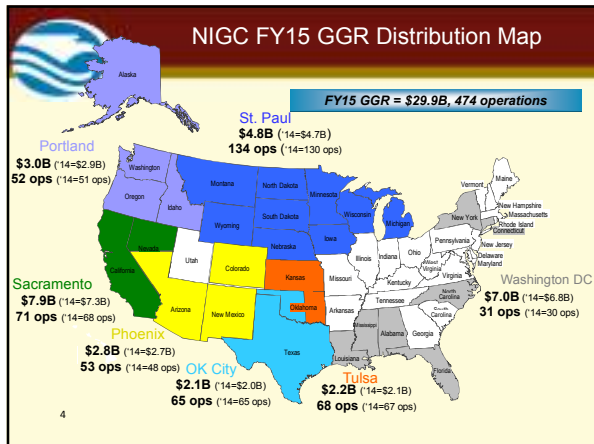 NIGC FY15 GGR Distribution Map
FY15 GGR = $29.9B, 474 operations
Alaska
St. Paul
$4.8B ('14=$4.7B)
134 ops ('14=130 ops)
Portland
$3.0B ('14=$2.9B)
52 ops ('14=51 ops)
Washington
Oregon
Idaho
Montana
North Dakota
Minnesota
South Dakota
Wisconsin
Michigan
Wyoming
Nebraska
Iowa
Vermont
Maine
New Hampshire
Massachusetts
New York
Rhode Island
Connecticut
Pennsylvania
New Jersey
Delaware
Maryland
Illinois
Indiana
Ohio
West
Virginia
Virginia
Kentucky
North
Carolina
South
Carolina
Tennessee
Missouri
Arkansas
Georgia
Mississippi
Alabama
Louisiana
Florida
Nevada
California
Utah
Colorado
Arizona
New Mexico
Kansas
Oklahoma
Texas
Sacramento
$7.9B ('14=$7.3B)
71 ops ('14=68 ops)
Washington DC
$7.0B ('14=$6.8B)
31 ops ('14=30 ops)
Phoenix
$2.8B ('14=$2.7B)
53 ops ('14=48 ops)
OK City
$2.1B ('14=$2.0B)
65 ops ('14=65 ops)
Tulsa
$2.2B ('14=$2.1B)
68 ops ('14=67 ops)
4